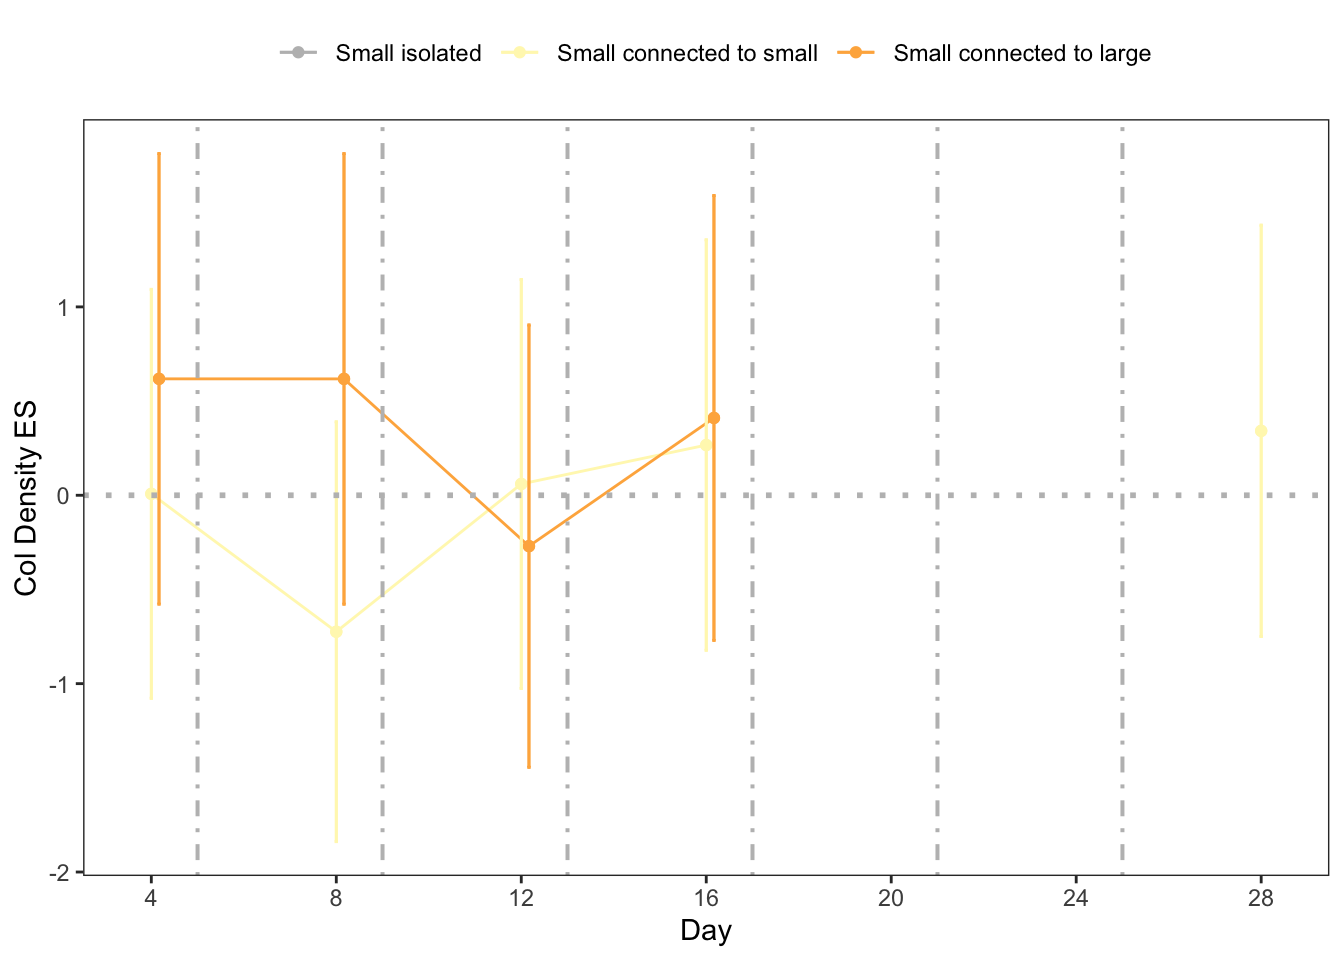 Small isolated Small connected to small Small connected to large
Col Density ES
1
0
-1
-2
4 8 12 16 20 24 28
Day